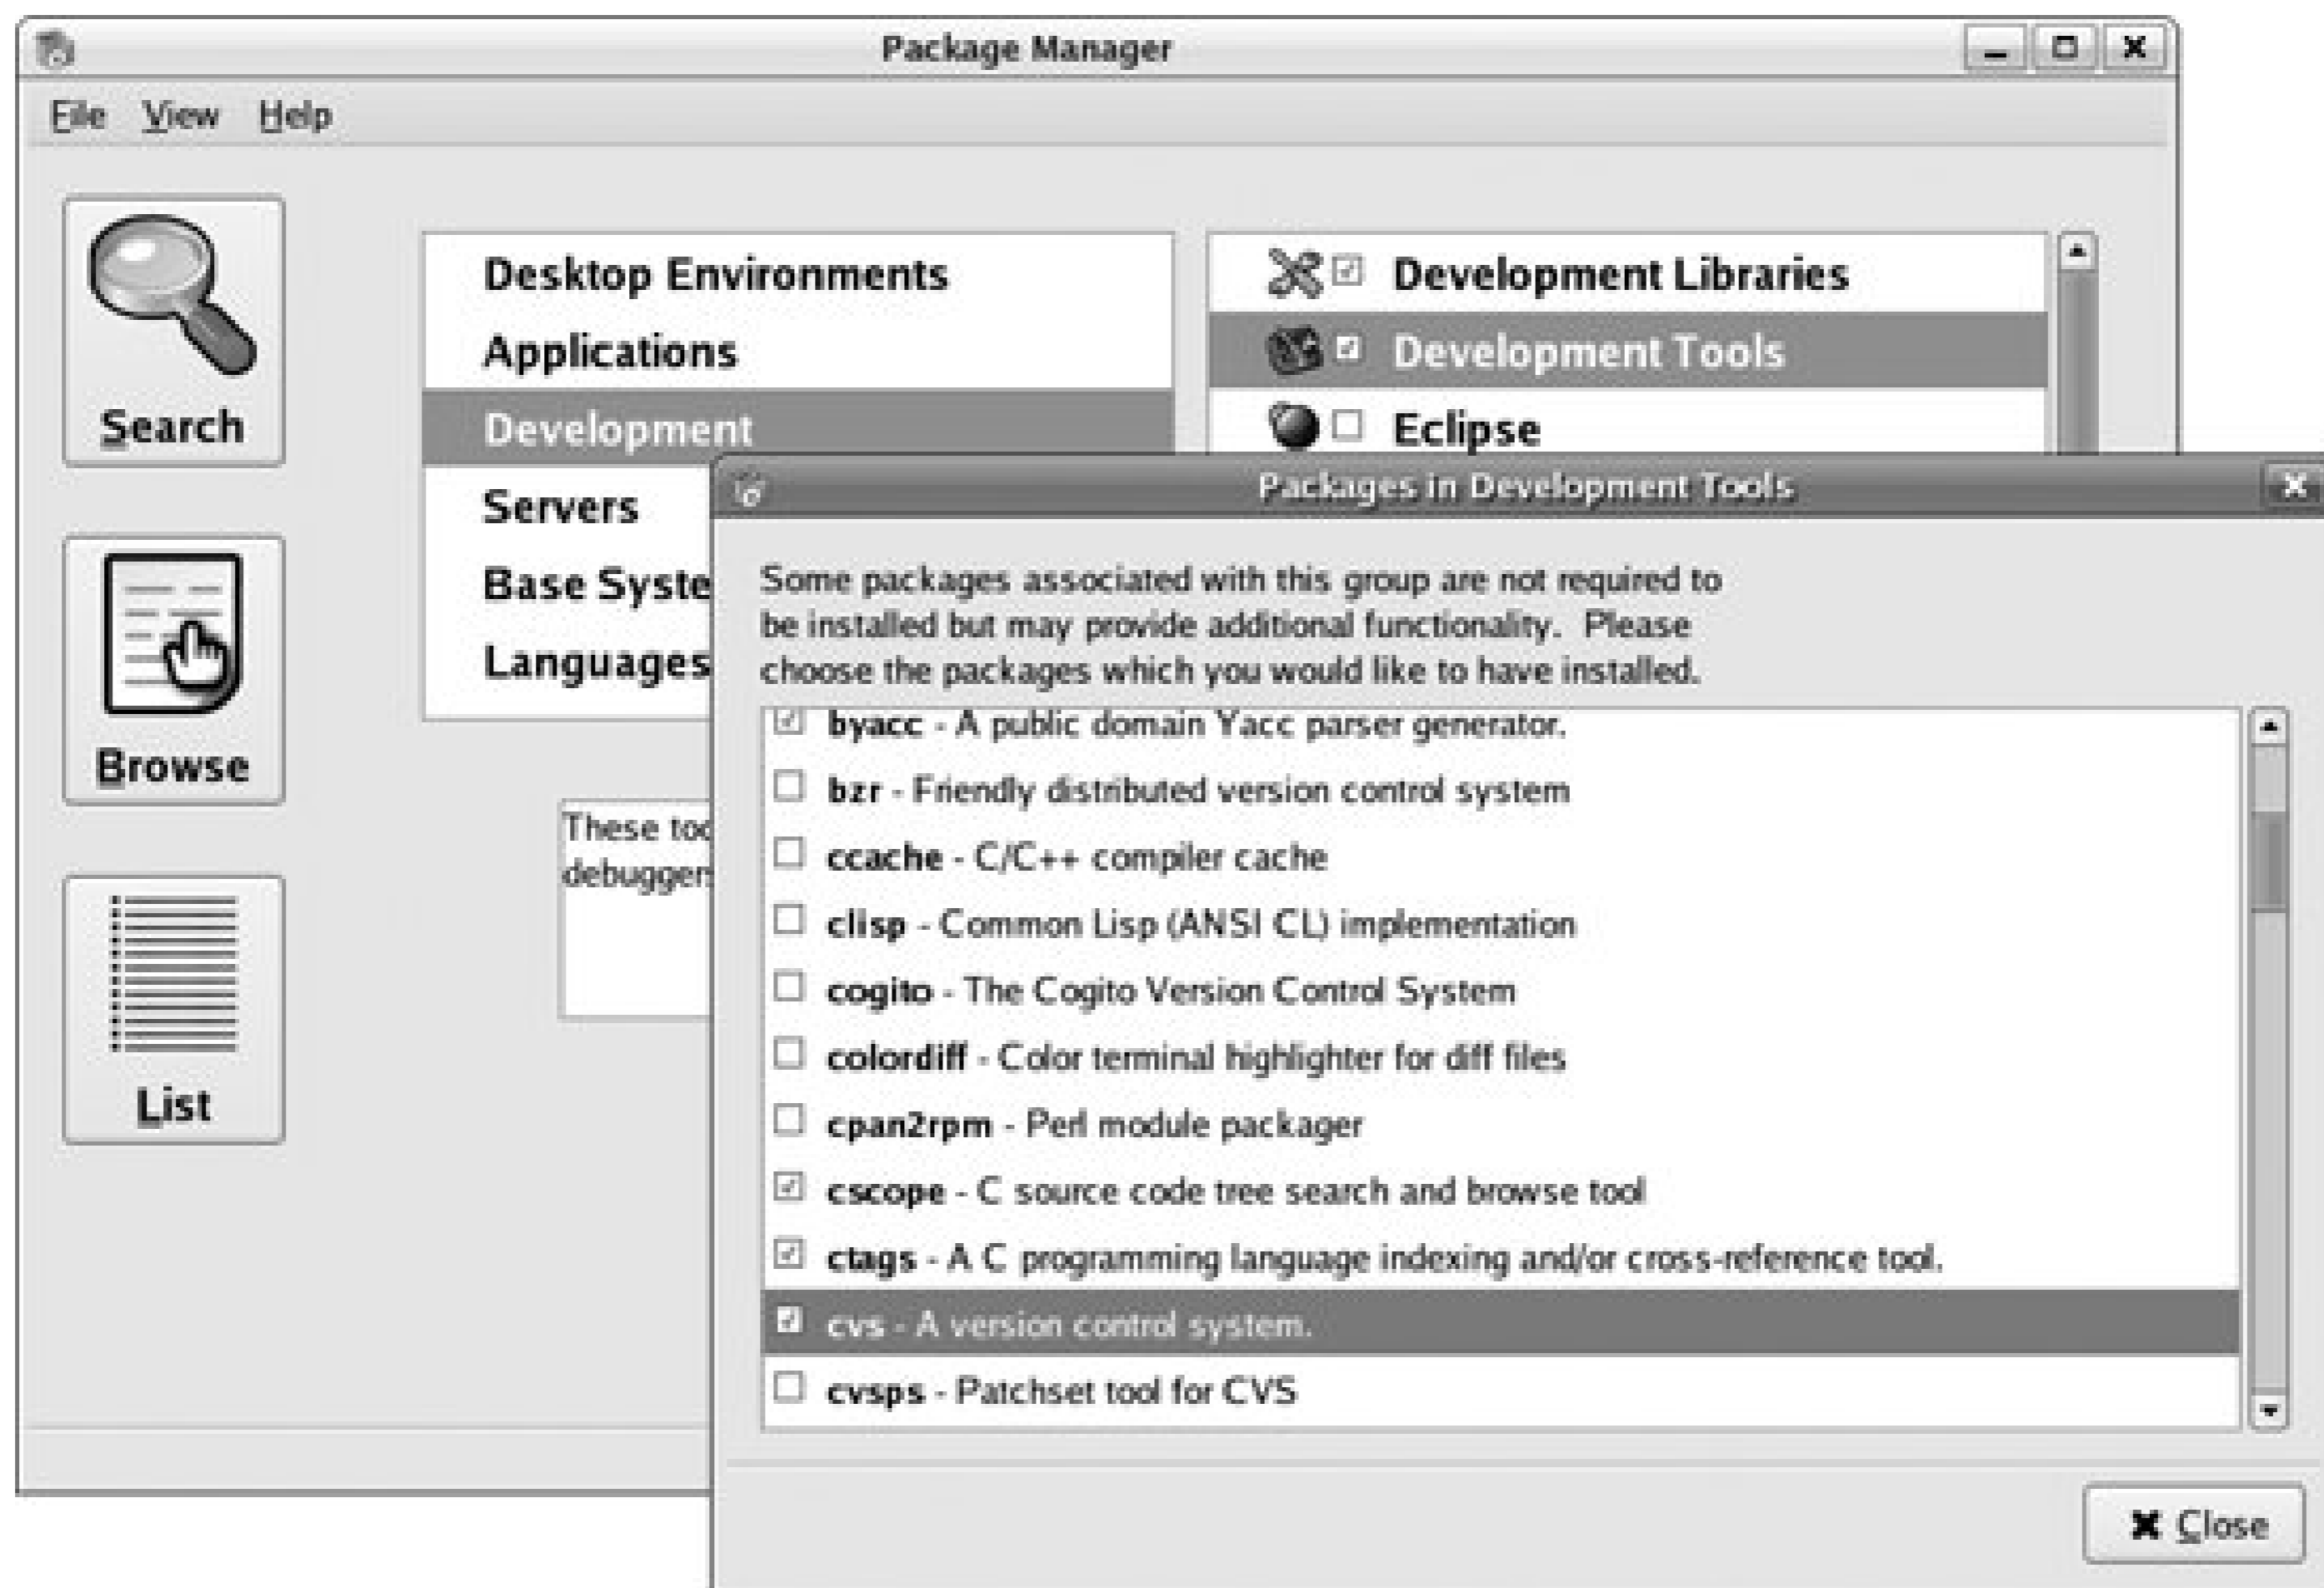 Package Manager
File View Help
Search
Browse
List
Desktop Environments
Applications
Development
Servers
Base Syste
Languages
Development Libraries
Development Tools
Eclipse
These too
debuggers
Packages in Development Tools
Some packages associated with this group are not required to
be installed but may provide additional functionality. Please
choose the packages which you would like to have installed.
byacc - A public domain Yacc parser generator.
bzr - Friendly distributed version control system
ccache - C/C++ compiler cache
clisp - Common Lisp (ANSI CL) implementation
cogito - The Cogito Version Control System
colordiff - Color terminal highlighter for diff files
cpan2rpm - Perl module packager
cscope - C source code tree search and browse tool
ctags - A C programming language indexing and/or cross-reference tool.
cvs - A version control system.
cvsps - Patchset tool for CVS
Close